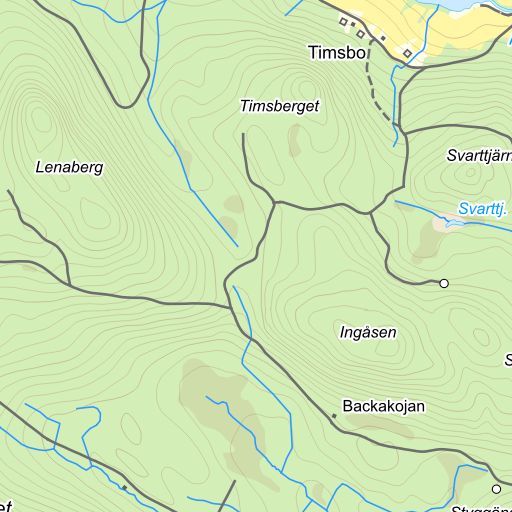 Timsbo
Timsberget
Lenaberg
Svarttjärn
Svarttj.
Ingåsen
Backakojan